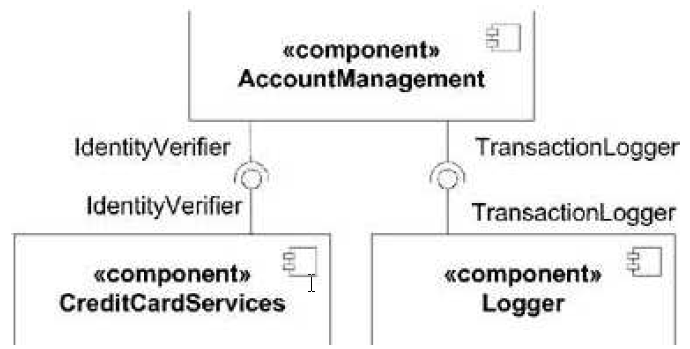 «component»
AccountManagement
IdentityVerifier
TransactionLogger
IdentityVerifier
TransactionLogger
«component»
CreditCardServices
«component»
Logger